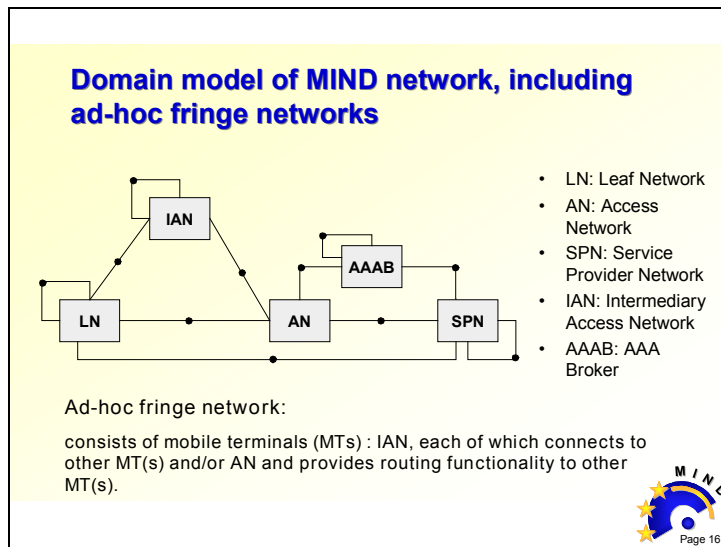 Domain model of MIND network, including
ad-hoc fringe networks
IAN
AAAB
LN
AN
SPN
• LN: Leaf Network
• AN: Access
Network
• SPN: Service
Provider Network
• IAN: Intermediary
Access Network
• AAAB: AAA
Broker
Ad-hoc fringe network:
consists of mobile terminals (MTs) : IAN, each of which connects to
other MT(s) and/or AN and provides routing functionality to other
MT(s).
MIND
Page 16